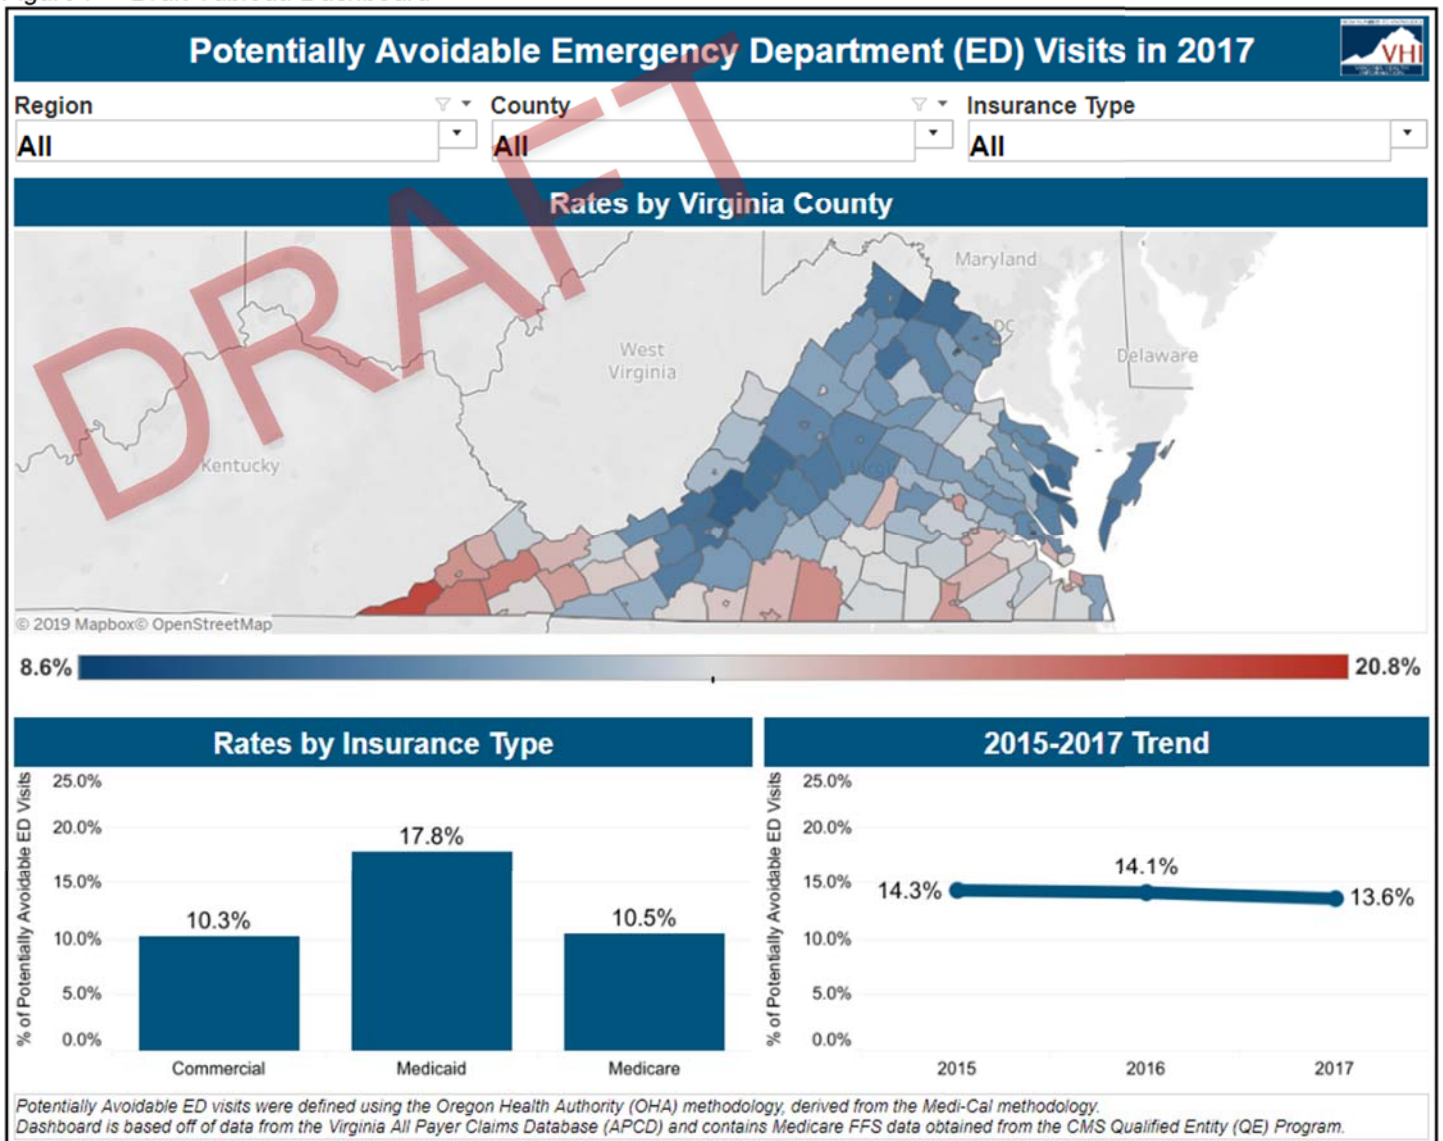 Potentially Avoidable Emergency Department (ED) Visits in 2017
VHI
VIRGINIA HEALTH
INFORMATION
Region
County
Insurance Type
All
All
All
DRAFT
Rates by Virginia County
Maryland
DC
West
Virginia
Delaware
Kentucky
Virginia
© 2019 Mapbox© OpenStreetMap
8.6%
20.8%
Rates by Insurance Type
% of Potentially Avoidable ED Visits
25.0%
20.0%
15.0%
10.0%
5.0%
0.0%
10.3%
17.8%
10.5%
Commercial
Medicaid
Medicare
2015-2017 Trend
% of Potentially Avoidable ED Visits
25.0%
20.0%
15.0%
10.0%
5.0%
0.0%
14.3%
14.1%
13.6%
2015
2016
2017
Potentially Avoidable ED visits were defined using the Oregon Health Authority (OHA) methodology, derived from the Medi-Cal methodology.
Dashboard is based off of data from the Virginia All Payer Claims Database (APCD) and contains Medicare FFS data obtained from the CMS Qualified Entity (QE) Program.